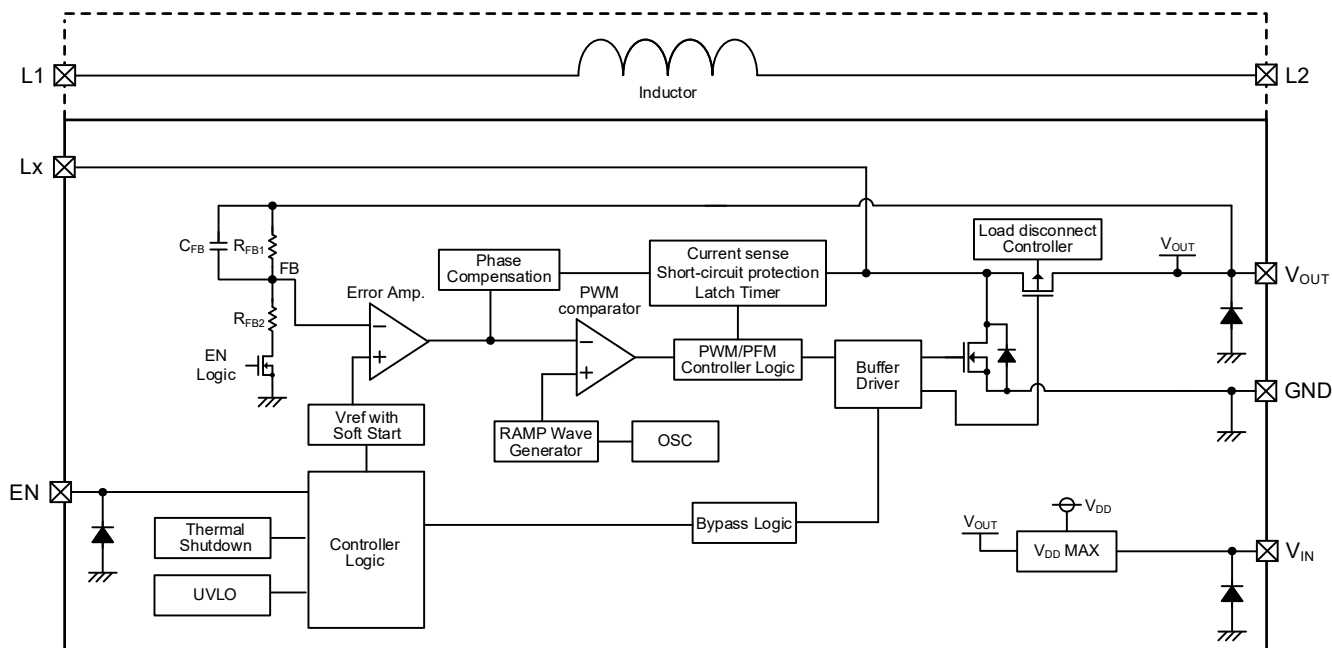 L1
Inductor
L2
Lx
CFB
RFB1
FB
RFB2
EN
Logic
Error Amp.
Phase
Compensation
PWM
comparator
Current sense
Short-circuit protection
Latch Timer
Load disconnect
Controller
VOUT
VOUT
PWM/PFM
Controller Logic
Buffer
Driver
GND
Vref with
Soft Start
RAMP Wave
Generator
OSC
EN
Thermal
Shutdown
UVLO
Controller
Logic
Bypass Logic
VOUT
VDD
VDD MAX
VIN